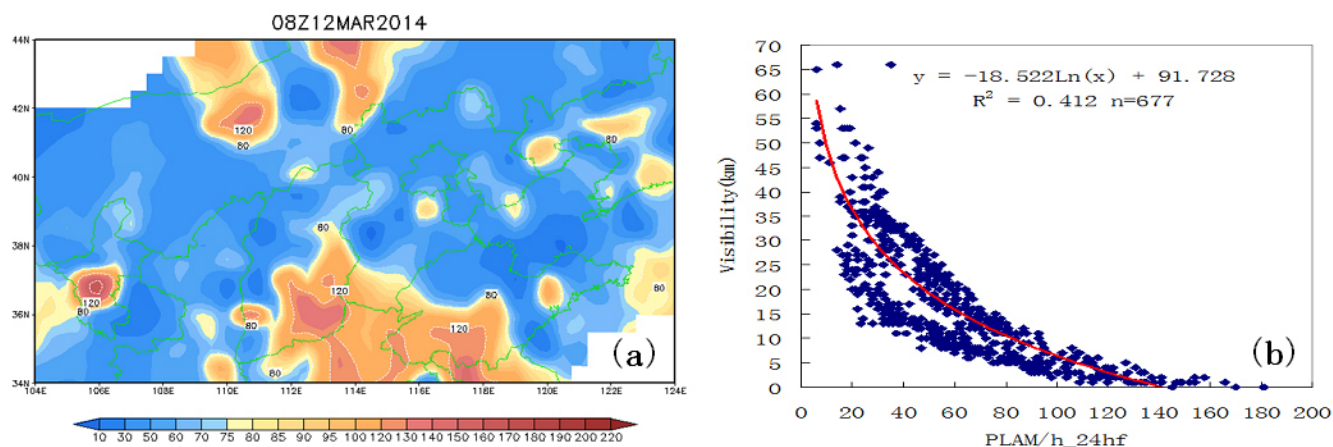 08Z12MAR2014
44N
42N
40N
38N
36N
34N
104E 106E 108E 110E 112E 114E 116E 118E 120E 122E 124E
120
80
80
80
120
80
80
120
80
80
120
80
80
(a)
10 30 50 60 70 75 80 85 90 95 100 110 120 130 140 150 160 170 180 190 200 220
70
65
60
55
50
45
40
35
30
25
20
15
10
5
0
Visibility(km)
y = -18.522Ln(x) + 91.728
R² = 0.412 n=677
(b)
0 20 40 60 80 100 120 140 160 180 200
PLAM/h_24hf